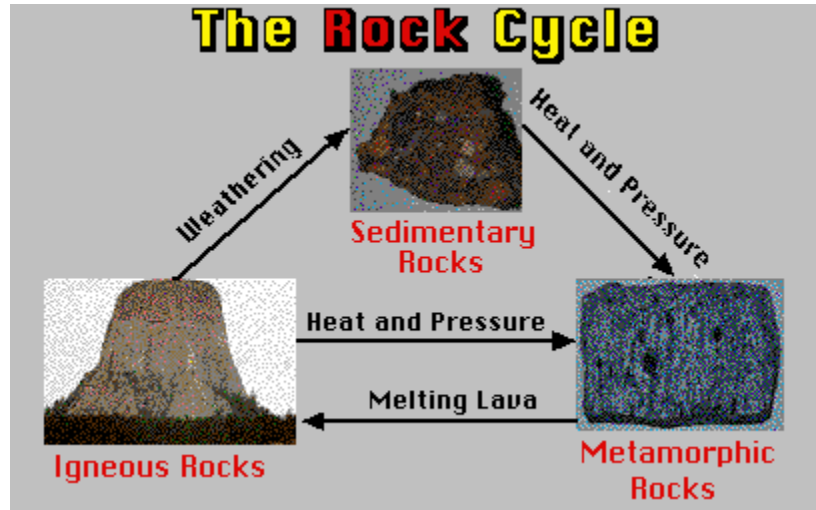 The Rock Cycle
Weathering
Heat and Pressure
Sedimentary
Rocks
Heat and Pressure
Melting Lava
Igneous Rocks
Metamorphic
Rocks